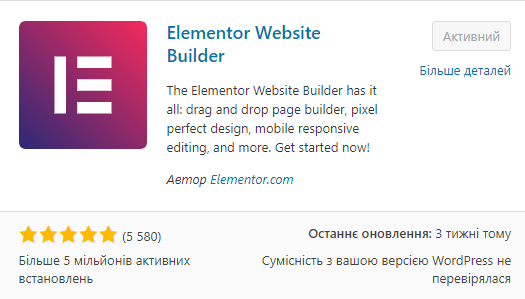 Elementor Website
Builder
Активний
Більше деталей
The Elementor Website Builder has it
all: drag and drop page builder, pixel
perfect design, mobile responsive
editing, and more. Get started now!
Автор Elementor.com
(5 580)
Більше 5 мільйонів активних
встановлень
Останнє оновлення: 3 тижні тому
Сумісність з вашою версією WordPress не
перевірялася